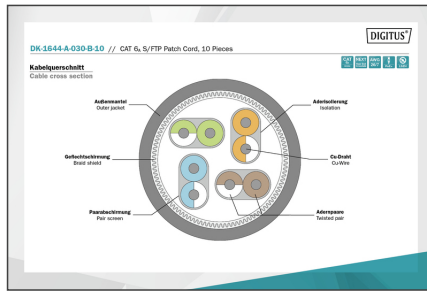 DIGITUS®
DK-1644-A-030-B-10 // CAT 6A S/FTP Patch Cord, 10 Pieces
Kabelquerschnitt
Cable cross section
Außenmantel
Outer jacket
Aderisolierung
Isolation
Geflechtschirmung
Braid shield
Cu-Draht
Cu-Wire
Paarabschirmung
Pair screen
Adernpaare
Twisted pair